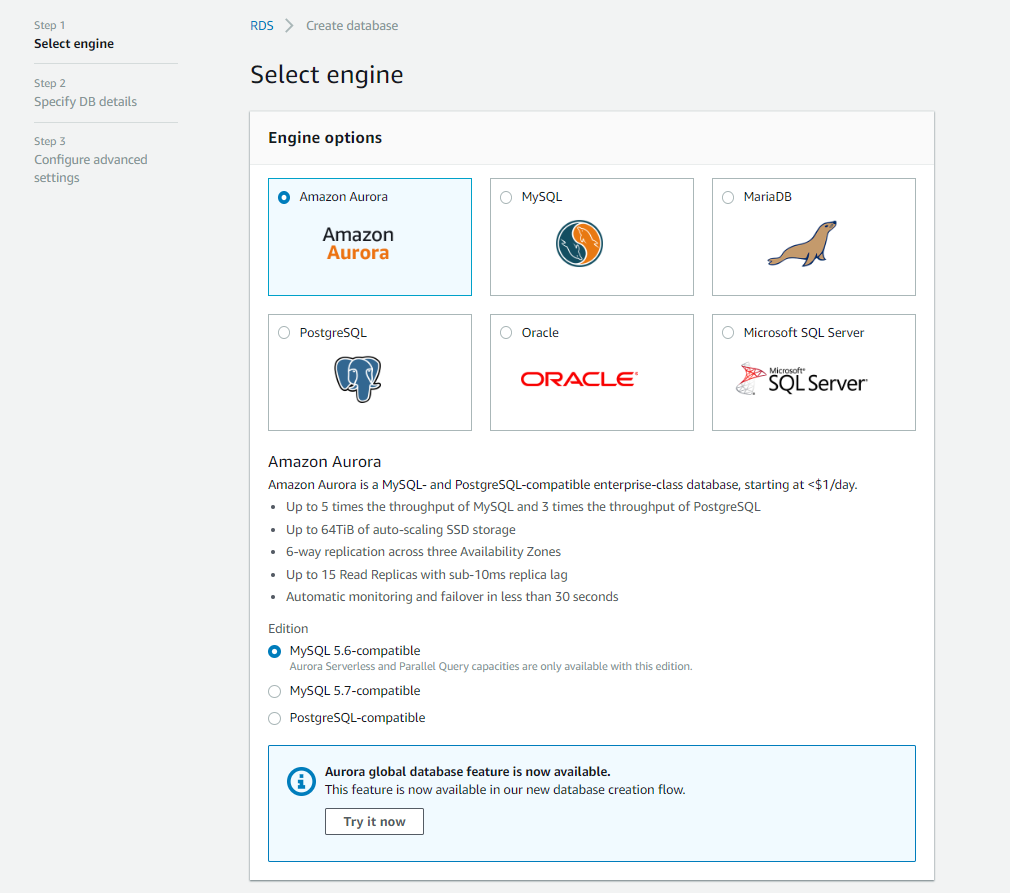 Step 1
Select engine
Step 2
Specify DB details
Step 3
Configure advanced
settings
RDS > Create database
Select engine
Engine options
Amazon Aurora
Amazon
Aurora
MySQL
MariaDB
PostgreSQL
Oracle
ORACLE
Microsoft SQL Server
Microsoft®
SQL Server
Amazon Aurora
Amazon Aurora is a MySQL- and PostgreSQL-compatible enterprise-class database, starting at <$1/day.
• Up to 5 times the throughput of MySQL and 3 times the throughput of PostgreSQL
• Up to 64TiB of auto-scaling SSD storage
• 6-way replication across three Availability Zones
• Up to 15 Read Replicas with sub-10ms replica lag
• Automatic monitoring and failover in less than 30 seconds
Edition
MySQL 5.6-compatible
Aurora Serverless and Parallel Query capacities are only available with this edition.
MySQL 5.7-compatible
PostgreSQL-compatible
Aurora global database feature is now available.
This feature is now available in our new database creation flow.
Try it now